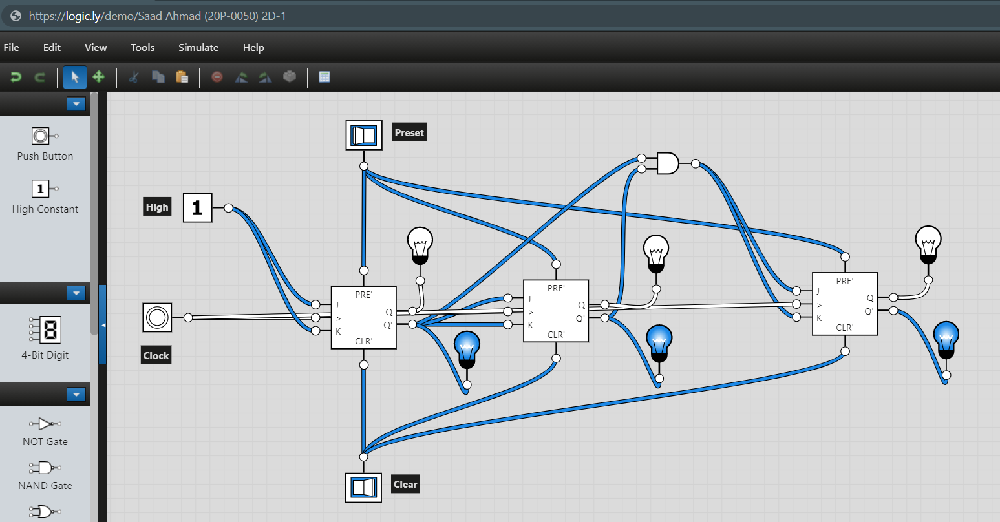 https://logic.ly/demo/Saad Ahmad (20P-0050) 2D-1
File Edit View Tools Simulate Help
Push Button
1
High Constant
4-Bit Digit
NOT Gate
NAND Gate
Preset
High
1
Clock
PRE'
J
Q
>
Q'
K
CLR'
PRE'
J
Q
>
Q'
K
CLR'
PRE'
J
Q
>
Q'
K
CLR'
Clear